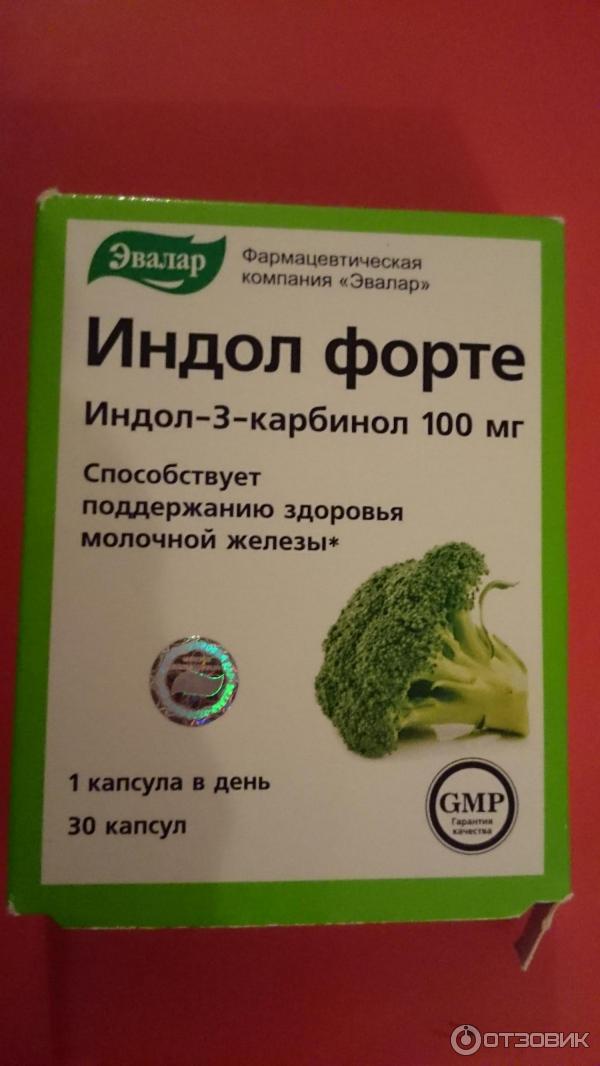 Эвалар
Фармацевтическая
компания «Эвалар»
Индол форте
Индол-3-карбинол 100 мг
Способствует
поддержанию здоровья
молочной железы*
1 капсула в день
30 капсул
GMP
Гарантия
качества
ОТЗОВИК